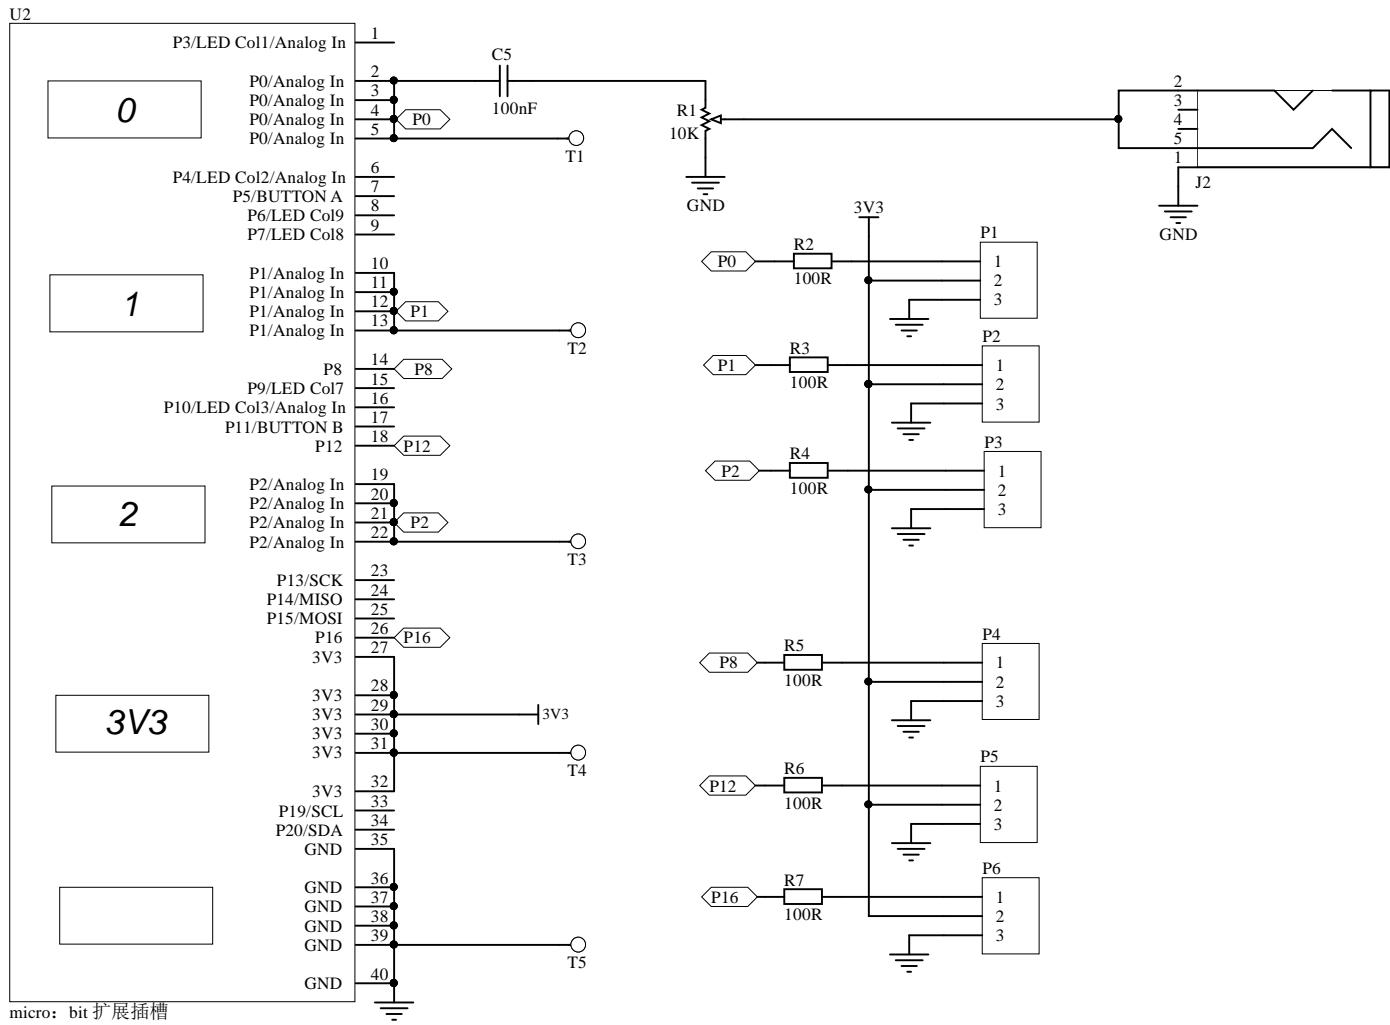 U2
P3/LED Col1/Analog In 1
0
P0/Analog In 2
P0/Analog In 3
P0/Analog In 4 P0
P0/Analog In 5
T1
P4/LED Col2/Analog In 6
P5/BUTTON A 7
P6/LED Col9 8
P7/LED Col8 9
1
P1/Analog In 10
P1/Analog In 11
P1/Analog In 12 P1
P1/Analog In 13
T2
P8 14 P8
P9/LED Col7 15
P10/LED Col3/Analog In 16
P11/BUTTON B 17
P12 18 P12
2
P2/Analog In 19
P2/Analog In 20
P2/Analog In 21 P2
P2/Analog In 22
T3
P13/SCK 23
P14/MISO 24
P15/MOSI 25
P16 26 P16
3V3 27
3V3
3V3 28
3V3 29 3V3
3V3 30
3V3 31
T4
3V3 32
P19/SCL 33
P20/SDA 34
GND 35
GND 36
GND 37
GND 38
GND 39
T5
GND 40
micro：bit 扩展插槽
C5
100nF
R1
10K
GND
2
3
4
5
1
J2
GND
3V3
P0 R2 100R P1
1
2
3
P1 R3 100R P2
1
2
3
P2 R4 100R P3
1
2
3
P8 R5 100R P4
1
2
3
P12 R6 100R P5
1
2
3
P16 R7 100R P6
1
2
3